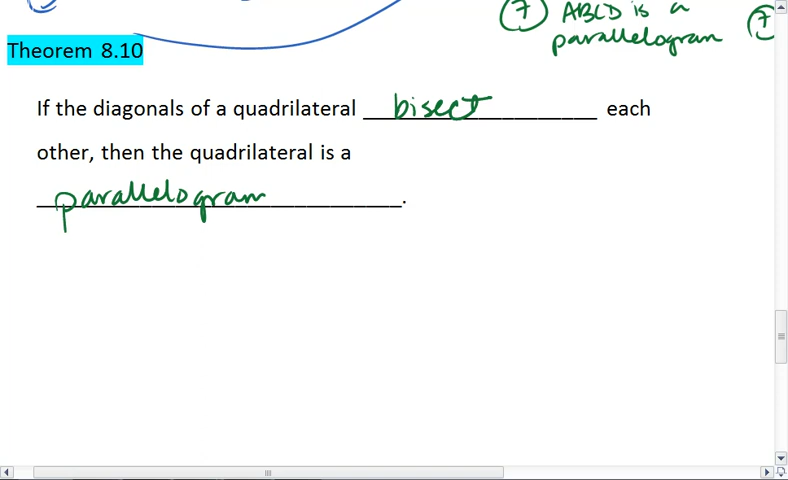 ⑦ ABCD is a
parallelogram ⑦
Theorem 8.10
If the diagonals of a quadrilateral bisect each
other, then the quadrilateral is a
parallelogram.